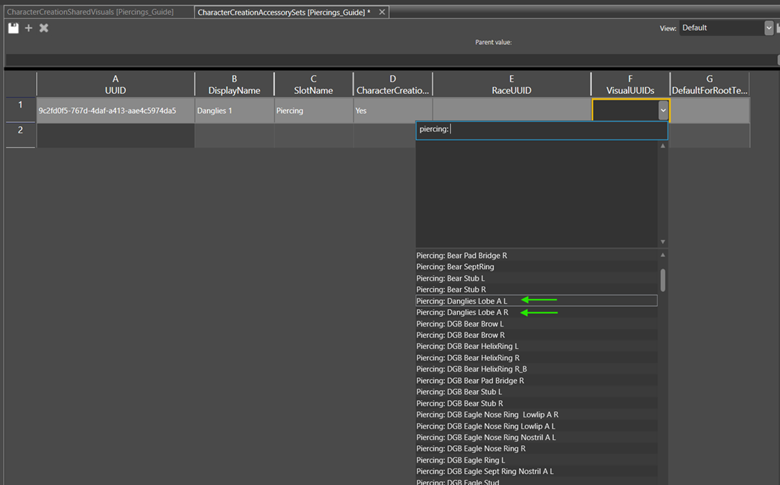 CharacterCreationSharedVisuals [Piercings_Guide]
CharacterCreationAccessorySets [Piercings_Guide] *
View: Default
Parent value:
A B C D E F G
UUID DisplayName SlotName CharacterCreatio... RaceUUID VisualUUIDs DefaultForRootTe...
1 9c2fd0f5-767d-4daf-a413-aae4c5974da5 Danglies 1 Piercing Yes
2
piercing:
Piercing: Bear Pad Bridge R
Piercing: Bear SeptRing
Piercing: Bear Stub L
Piercing: Bear Stub R
Piercing: Danglies Lobe A L
Piercing: Danglies Lobe A R
Piercing: DGB Bear Brow L
Piercing: DGB Bear Brow R
Piercing: DGB Bear HelixRing L
Piercing: DGB Bear HelixRing R
Piercing: DGB Bear HelixRing R_B
Piercing: DGB Bear Pad Bridge R
Piercing: DGB Bear Stub L
Piercing: DGB Bear Stub R
Piercing: DGB Eagle Nose Ring  Lowlip A R
Piercing: DGB Eagle Nose Ring Lowlip A L
Piercing: DGB Eagle Nose Ring Nostril A L
Piercing: DGB Eagle Nose Ring R
Piercing: DGB Eagle Ring L
Piercing: DGB Eagle Sept Ring Nostril A L
Piercing: DGB Eagle Stud